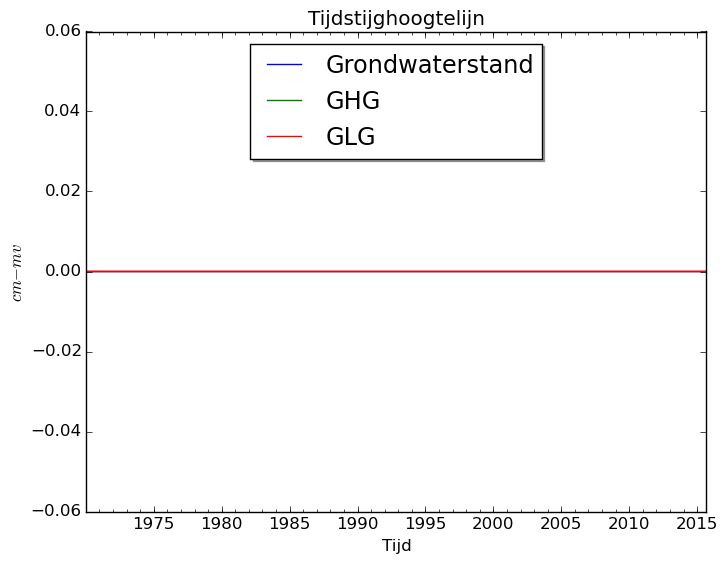 Tijdstijghoogtelijn
0.06
Grondwaterstand
GHG
0.04
GLG
0.02
cm−mv
0.00
−0.02
−0.04
−0.06
1975 1980 1985 1990 1995 2000 2005 2010 2015
Tijd